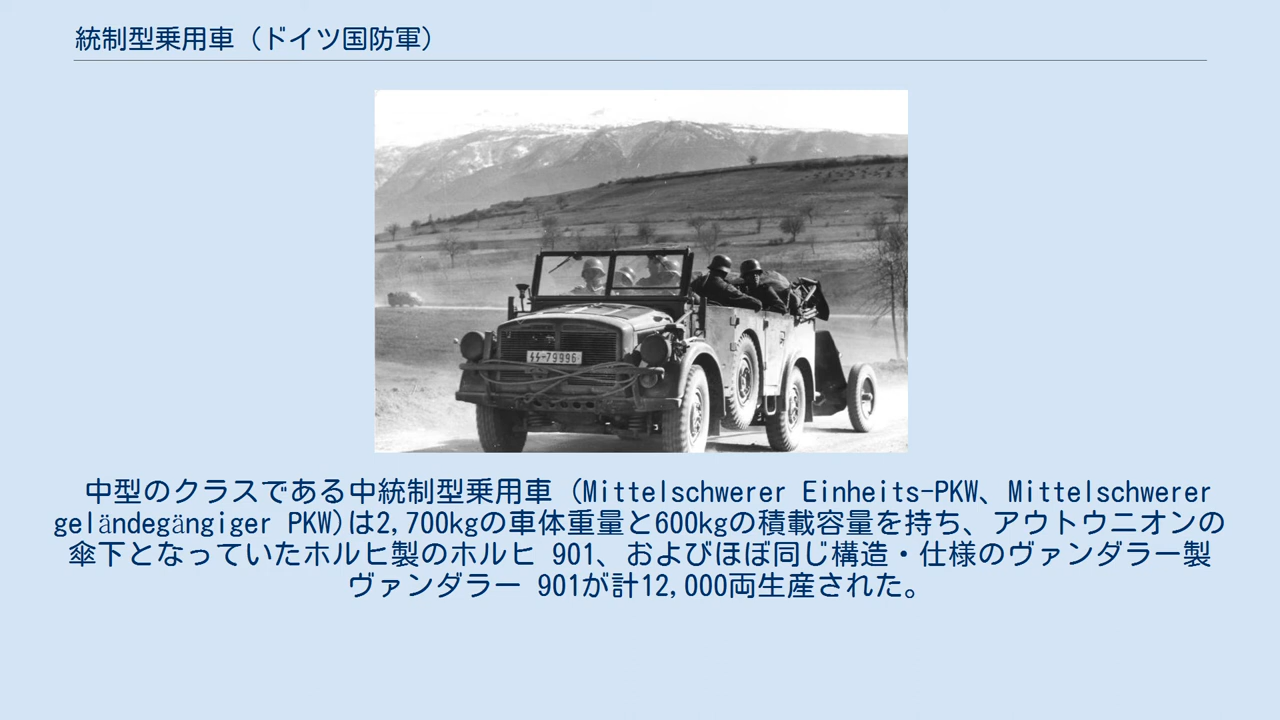 統制型乗用車（ドイツ国防軍）
SS-79996
中型のクラスである中統制型乗用車（Mittelschwerer Einheits-PKW、Mittelschwerer
geländegängiger PKW)は2,700kgの車体重量と600kgの積載容量を持ち、アウトウニオンの
傘下となっていたホルヒ製のホルヒ 901、およびほぼ同じ構造・仕様のヴァンダラー製
ヴァンダラー 901が計12,000両生産された。